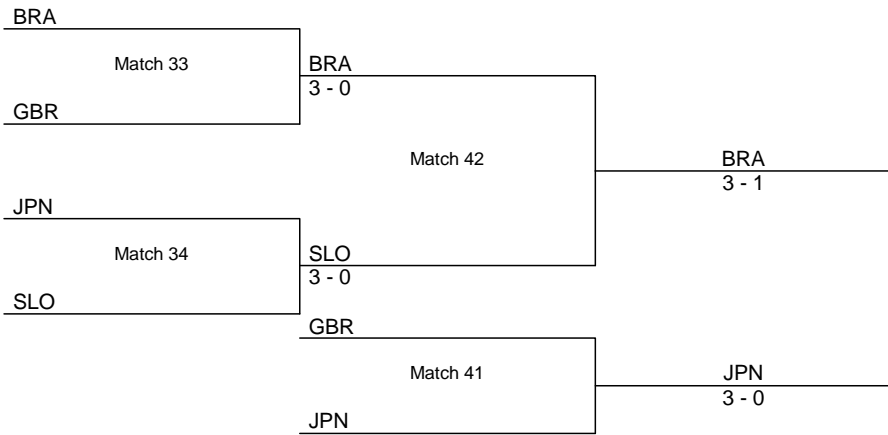 BRA
Match 33
BRA
3 - 0
GBR
Match 42
BRA
3 - 1
JPN
Match 34
SLO
3 - 0
SLO
GBR
Match 41
JPN
3 - 0
JPN